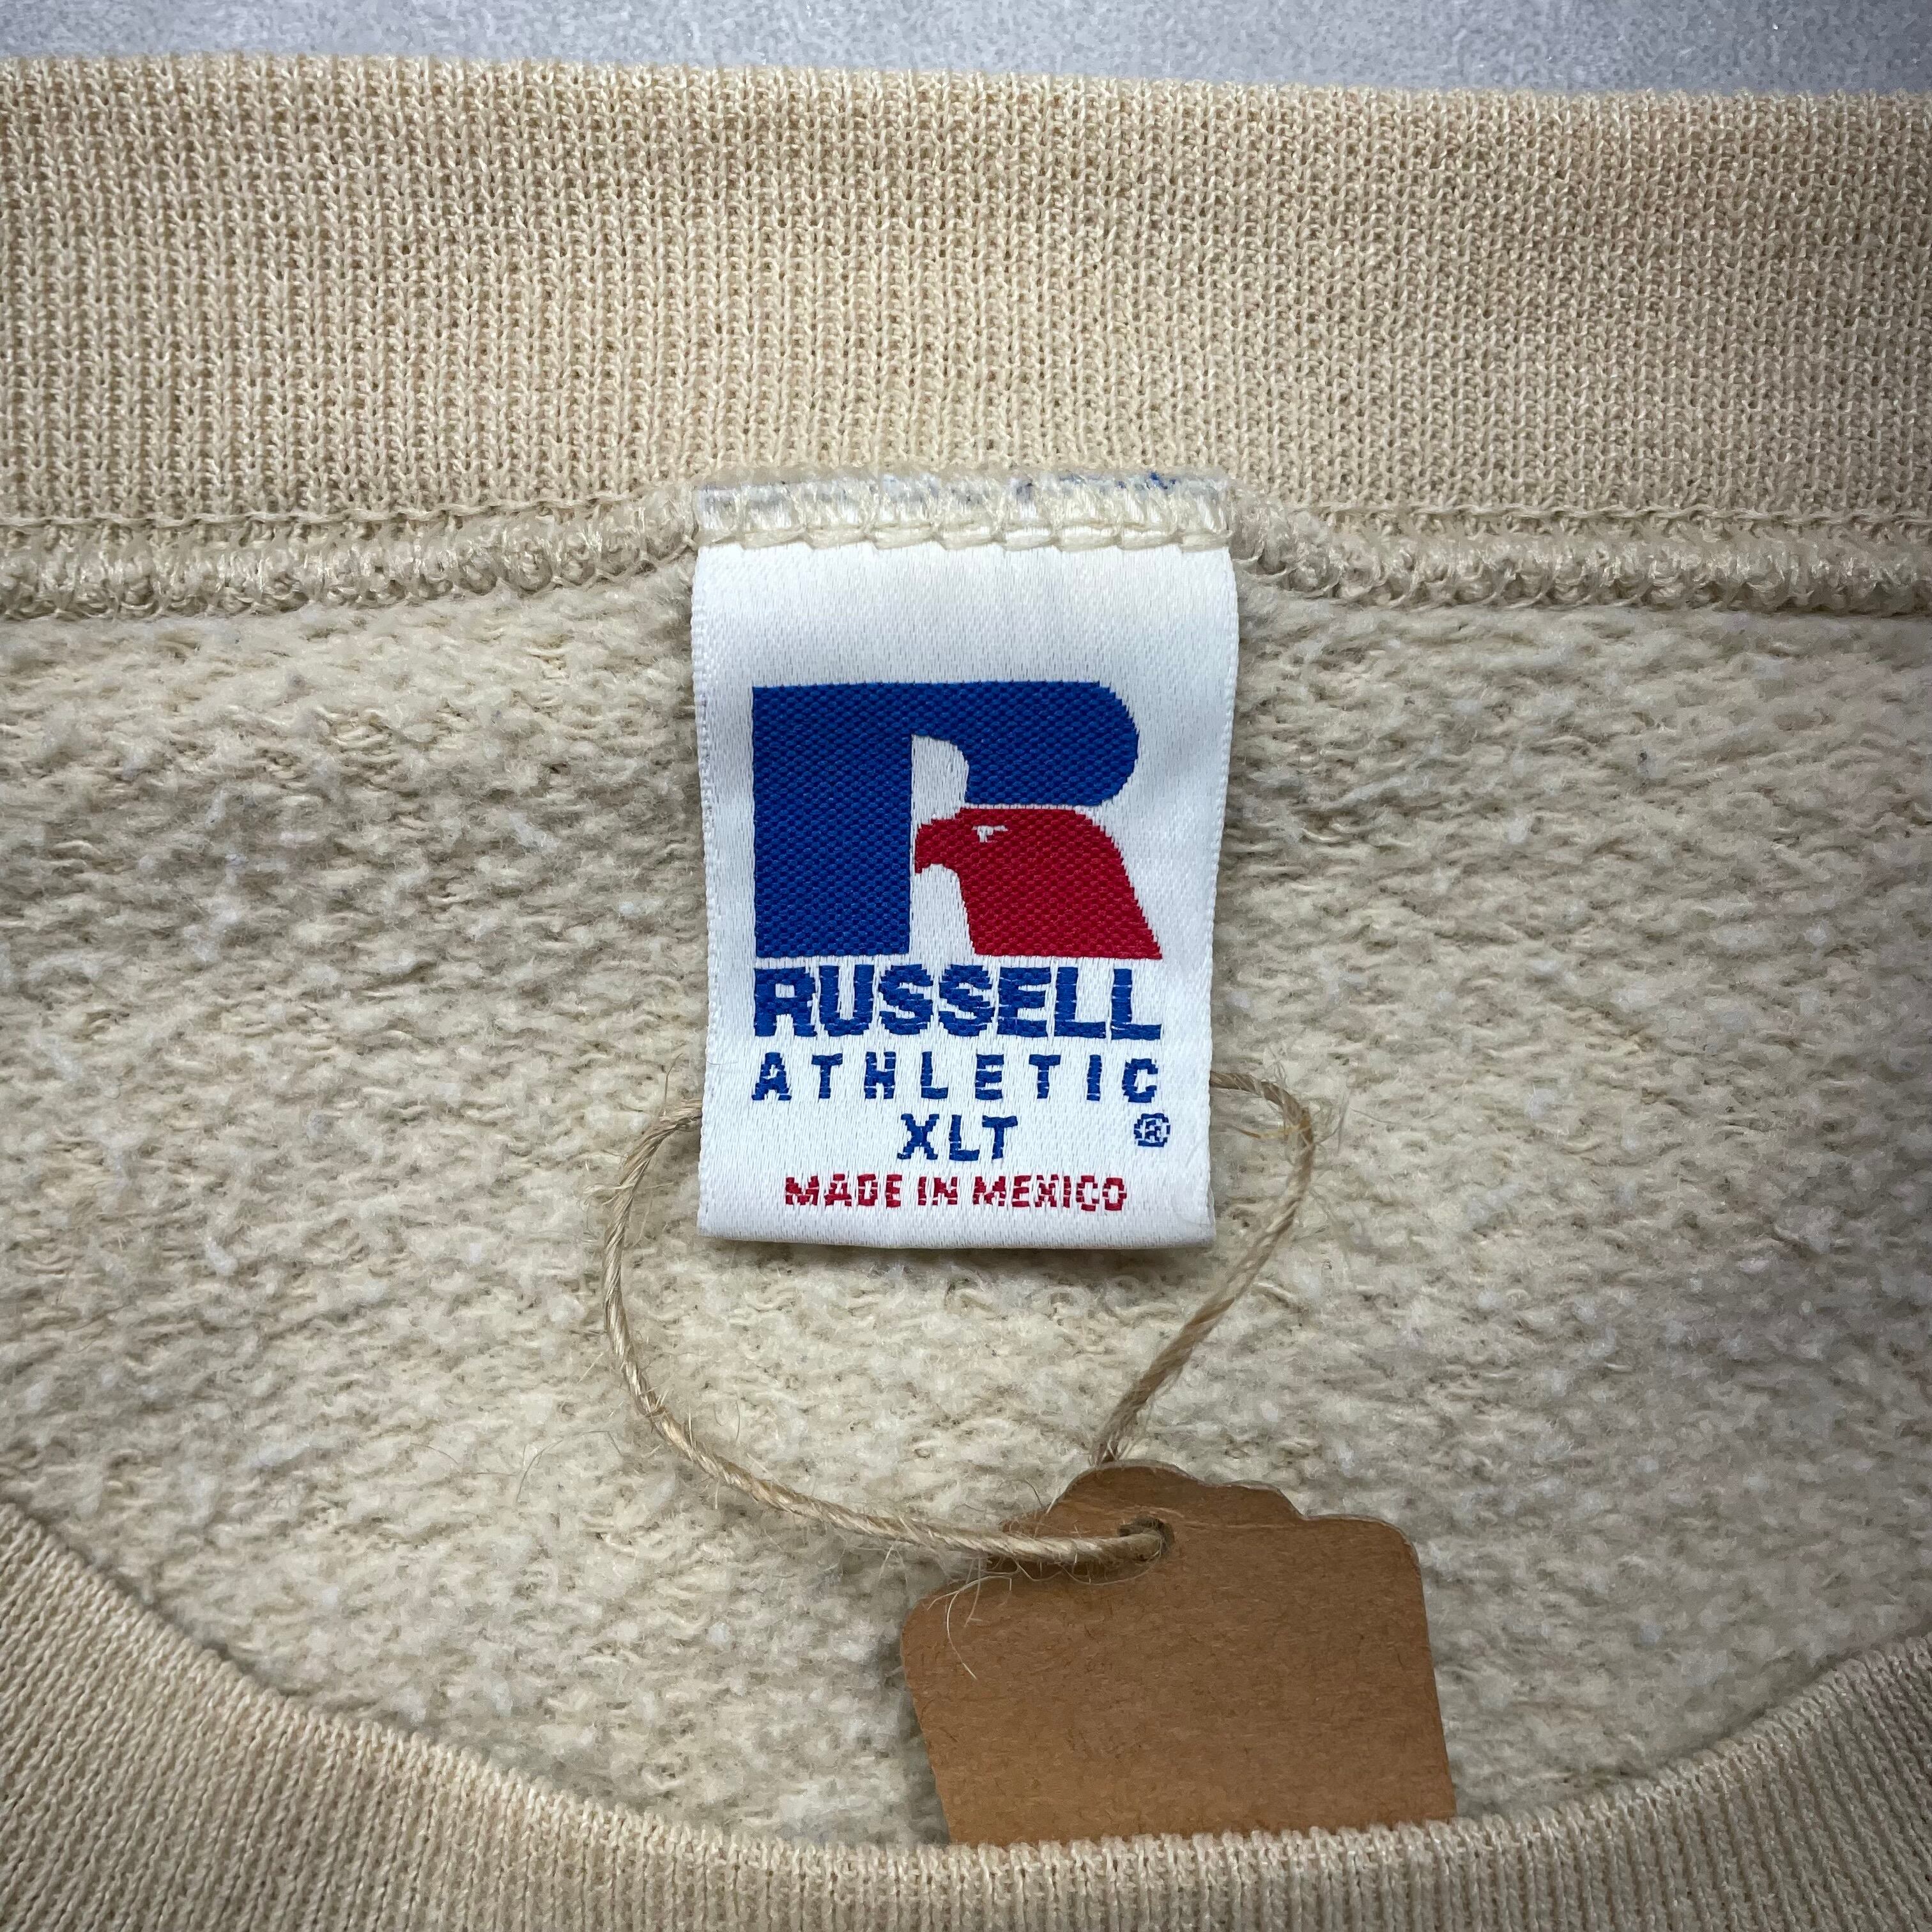 RUSSELL
ATHLETIC
XLT ®
MADE IN MEXICO